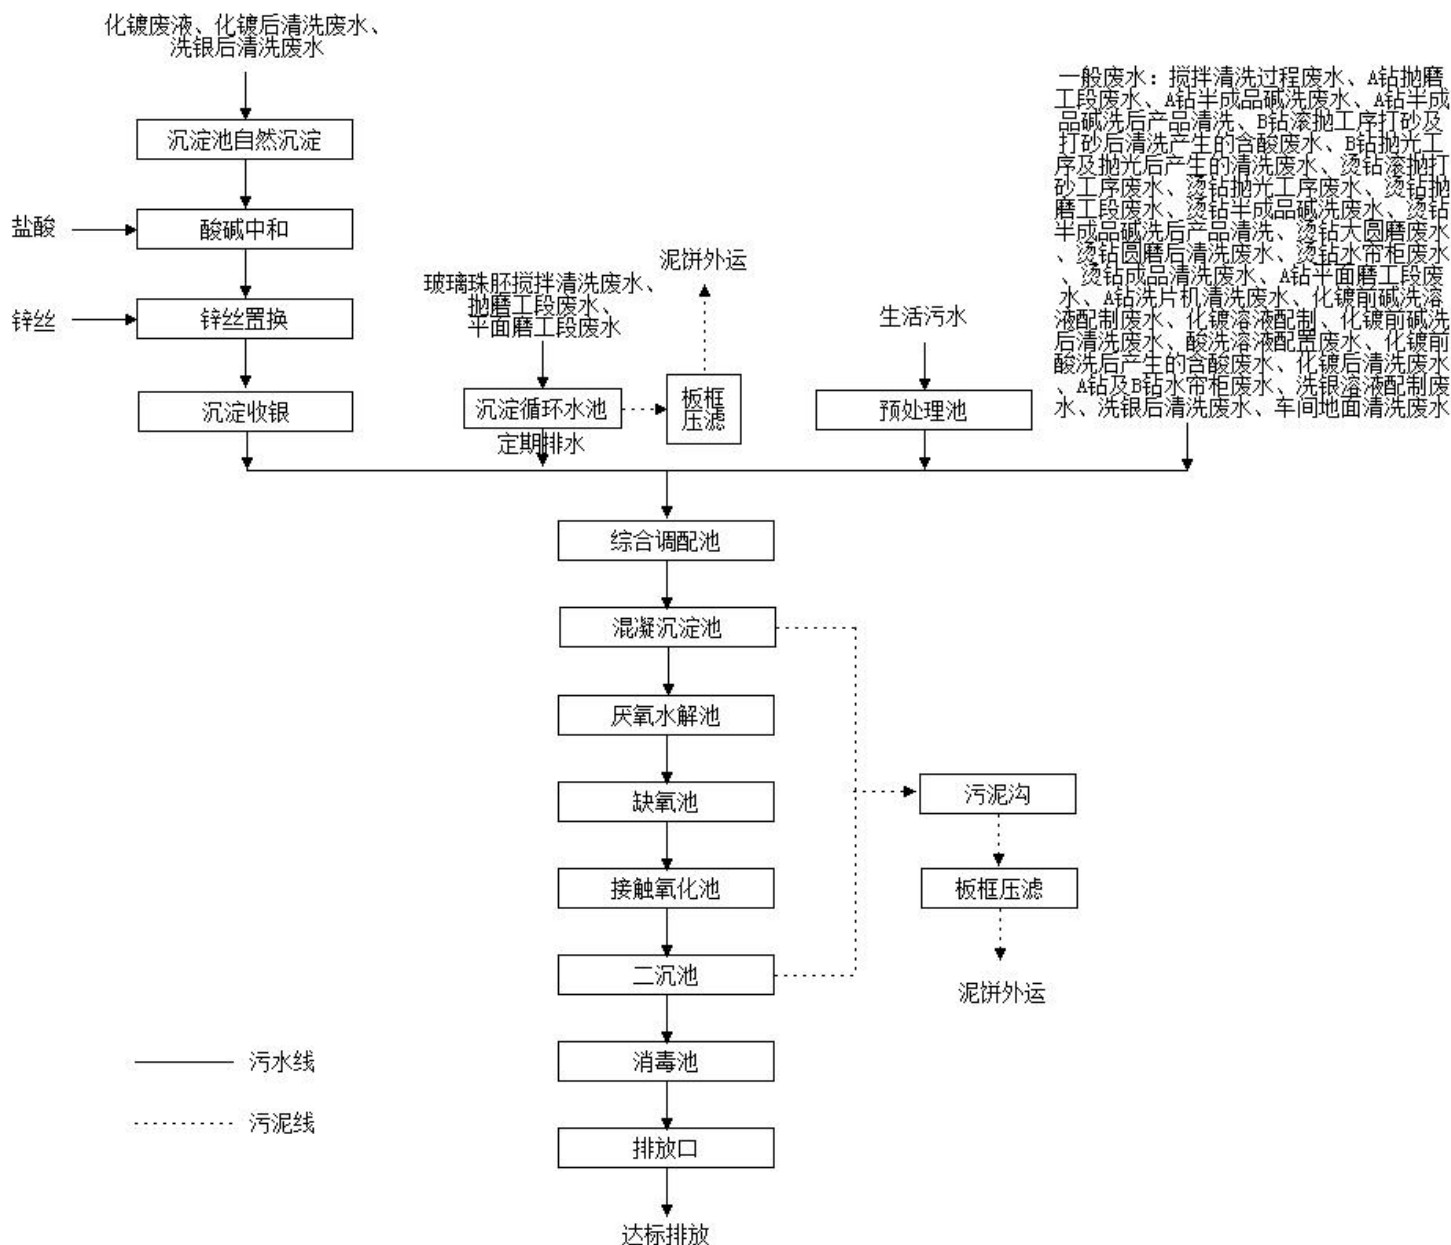 化镀废液、化镀后清洗废水、
洗银后清洗废水
沉淀池自然沉淀
盐酸
酸碱中和
锌丝
锌丝置换
沉淀收银
玻璃珠胚搅拌清洗废水、
抛磨工段废水、
平面磨工段废水
沉淀循环水池
定期排水
泥饼外运
板框
压滤
生活污水
预处理池
一般废水：搅拌清洗过程废水、A钻抛磨
工段废水、A钻半成品碱洗废水、A钻半成
品碱洗后产品清洗、B钻滚抛工序打砂及
打砂后清洗产生的含酸废水、B钻抛光工
序及抛光后产生的清洗废水、烫钻滚抛打
砂工序废水、烫钻抛光工序废水、烫钻抛
磨工段废水、烫钻半成品碱洗废水、烫钻
半成品碱洗后产品清洗、烫钻大圆磨废水
、烫钻圆磨后清洗废水、烫钻水帘柜废水
、烫钻成品清洗废水、A钻平面磨工段废
水、A钻洗片机清洗废水、化镀前碱洗溶
液配制废水、化镀溶液配制、化镀前碱洗
后清洗废水、酸洗溶液配置废水、化镀前
酸洗后产生的含酸废水、化镀后清洗废水
、A钻及B钻水帘柜废水、洗银溶液配制废
水、洗银后清洗废水、车间地面清洗废水
综合调配池
混凝沉淀池
厌氧水解池
缺氧池
接触氧化池
二沉池
消毒池
排放口
达标排放
污泥沟
板框压滤
泥饼外运
污水线
污泥线